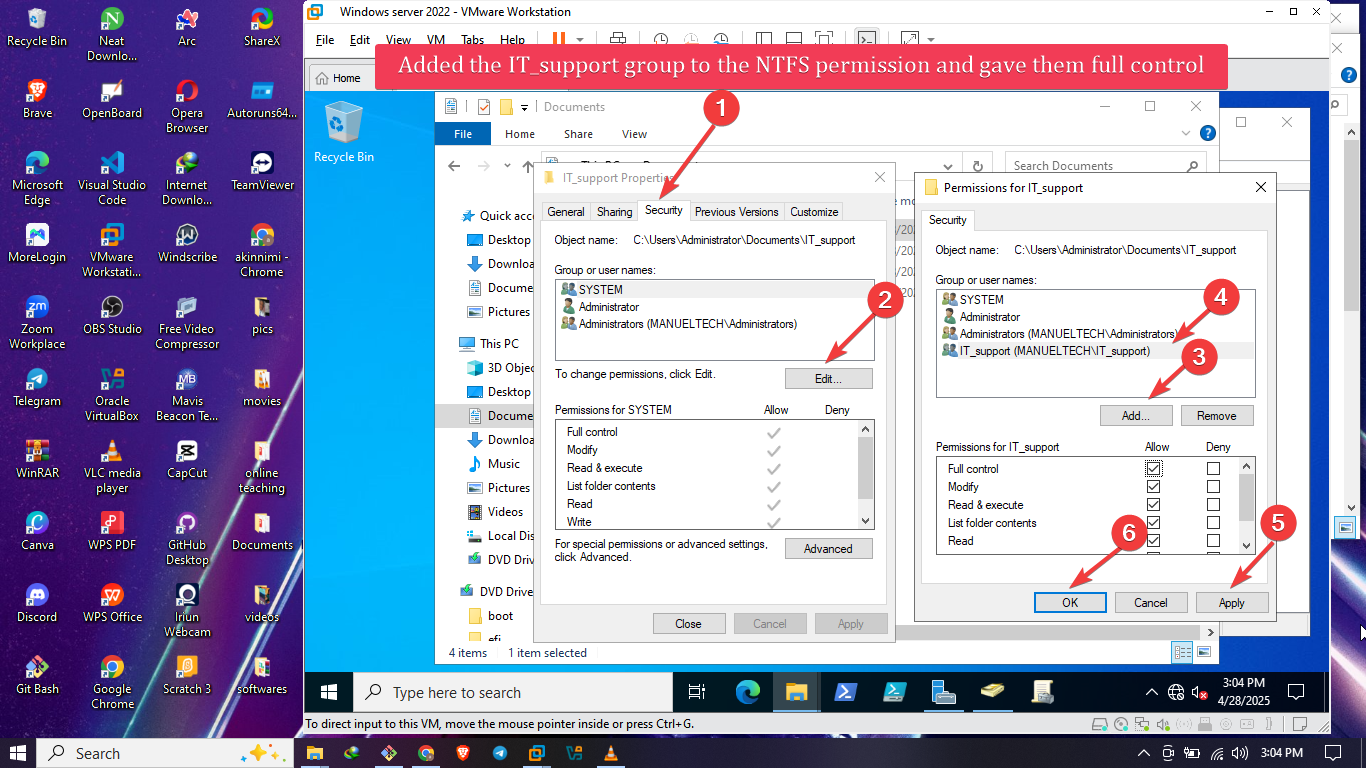 Recycle Bin
Neat Downlo...
Arc
ShareX
Brave
OpenBoard
Opera Browser
Autoruns64...
Microsoft Edge
Visual Studio Code
Internet Downlo...
TeamViewer
MoreLogin
VMware Workstati...
Windscribe
akinnimi - Chrome
Zoom Workplace
OBS Studio
Free Video Compressor
pics
Telegram
Oracle VirtualBox
Mavis Beacon Te...
movies
WinRAR
VLC media player
CapCut
online teaching
Canva
WPS PDF
GitHub Desktop
Documents
Discord
WPS Office
Iriun Webcam
videos
Git Bash
Google Chrome
Scratch 3
softwares
Windows server 2022 - VMware Workstation
File Edit View VM Tabs Help
Added the IT_support group to the NTFS permission and gave them full control
Home
Recycle Bin
Documents
File Home Share View
Search Documents
Quick acc
Desktop
Downloa
Docume
Pictures
This PC
3D Objec
Desktop
Docume
Downloa
Music
Pictures
Videos
Local Dis
DVD Driv
DVD Driv
boot
efi
4 items 1 item selected
IT_support Properties
General Sharing Security Previous Versions Customize
Object name: C:\Users\Administrator\Documents\IT_support
Group or user names:
SYSTEM
Administrator
Administrators (MANUELTECH\Administrators)
To change permissions, click Edit.
Edit...
Permissions for SYSTEM Allow Deny
Full control
Modify
Read & execute
List folder contents
Read
Write
For special permissions or advanced settings,
click Advanced.
Advanced
Close Cancel Apply
Permissions for IT_support
Security
Object name: C:\Users\Administrator\Documents\IT_support
Group or user names:
SYSTEM
Administrator
Administrators (MANUELTECH\Administrators)
IT_support (MANUELTECH\IT_support)
Add... Remove
Permissions for IT_support Allow Deny
Full control
Modify
Read & execute
List folder contents
Read
OK Cancel Apply
1
2
3
4
5
6
Type here to search
3:04 PM
4/28/2025
To direct input to this VM, move the mouse pointer inside or press Ctrl+G.
Search
3:04 PM